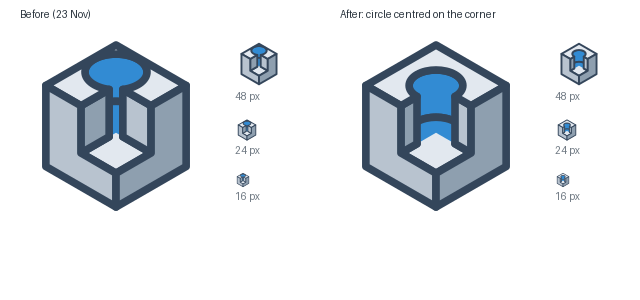 Before (23 Nov)
48 px
24 px
16 px
After: circle centred on the corner
48 px
24 px
16 px